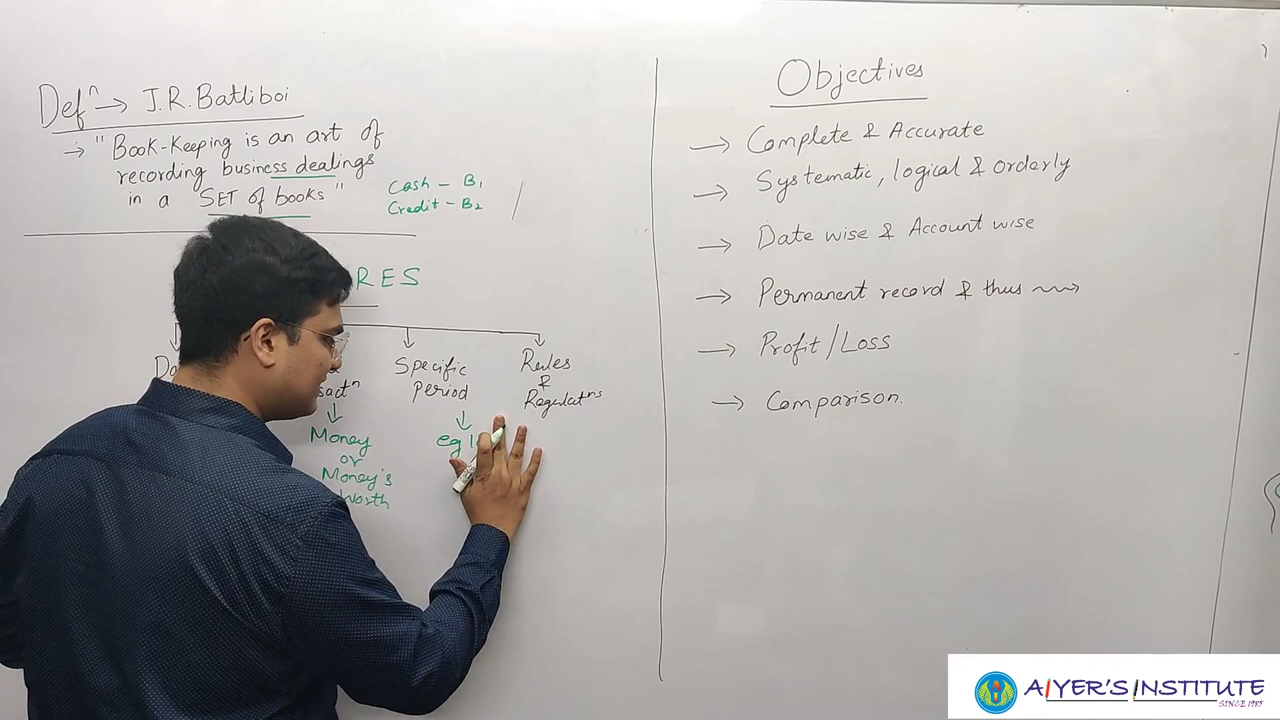 Defⁿ → J.R. Batliboi
→ "Book-Keeping is an art of
recording business dealings
in a SET of books"
Cash - B₁
Credit - B₂
RES
Specific
Period
eg
Rules
&
Regulatⁿs
sactⁿ
Money
or
Money's
Worth
Objectives
→ Complete & Accurate
→ Systematic, logical & orderly
→ Date wise & Account wise
→ Permanent record & thus
→ Profit/Loss
→ Comparison.
AIYER'S INSTITUTE
SINCE 1985